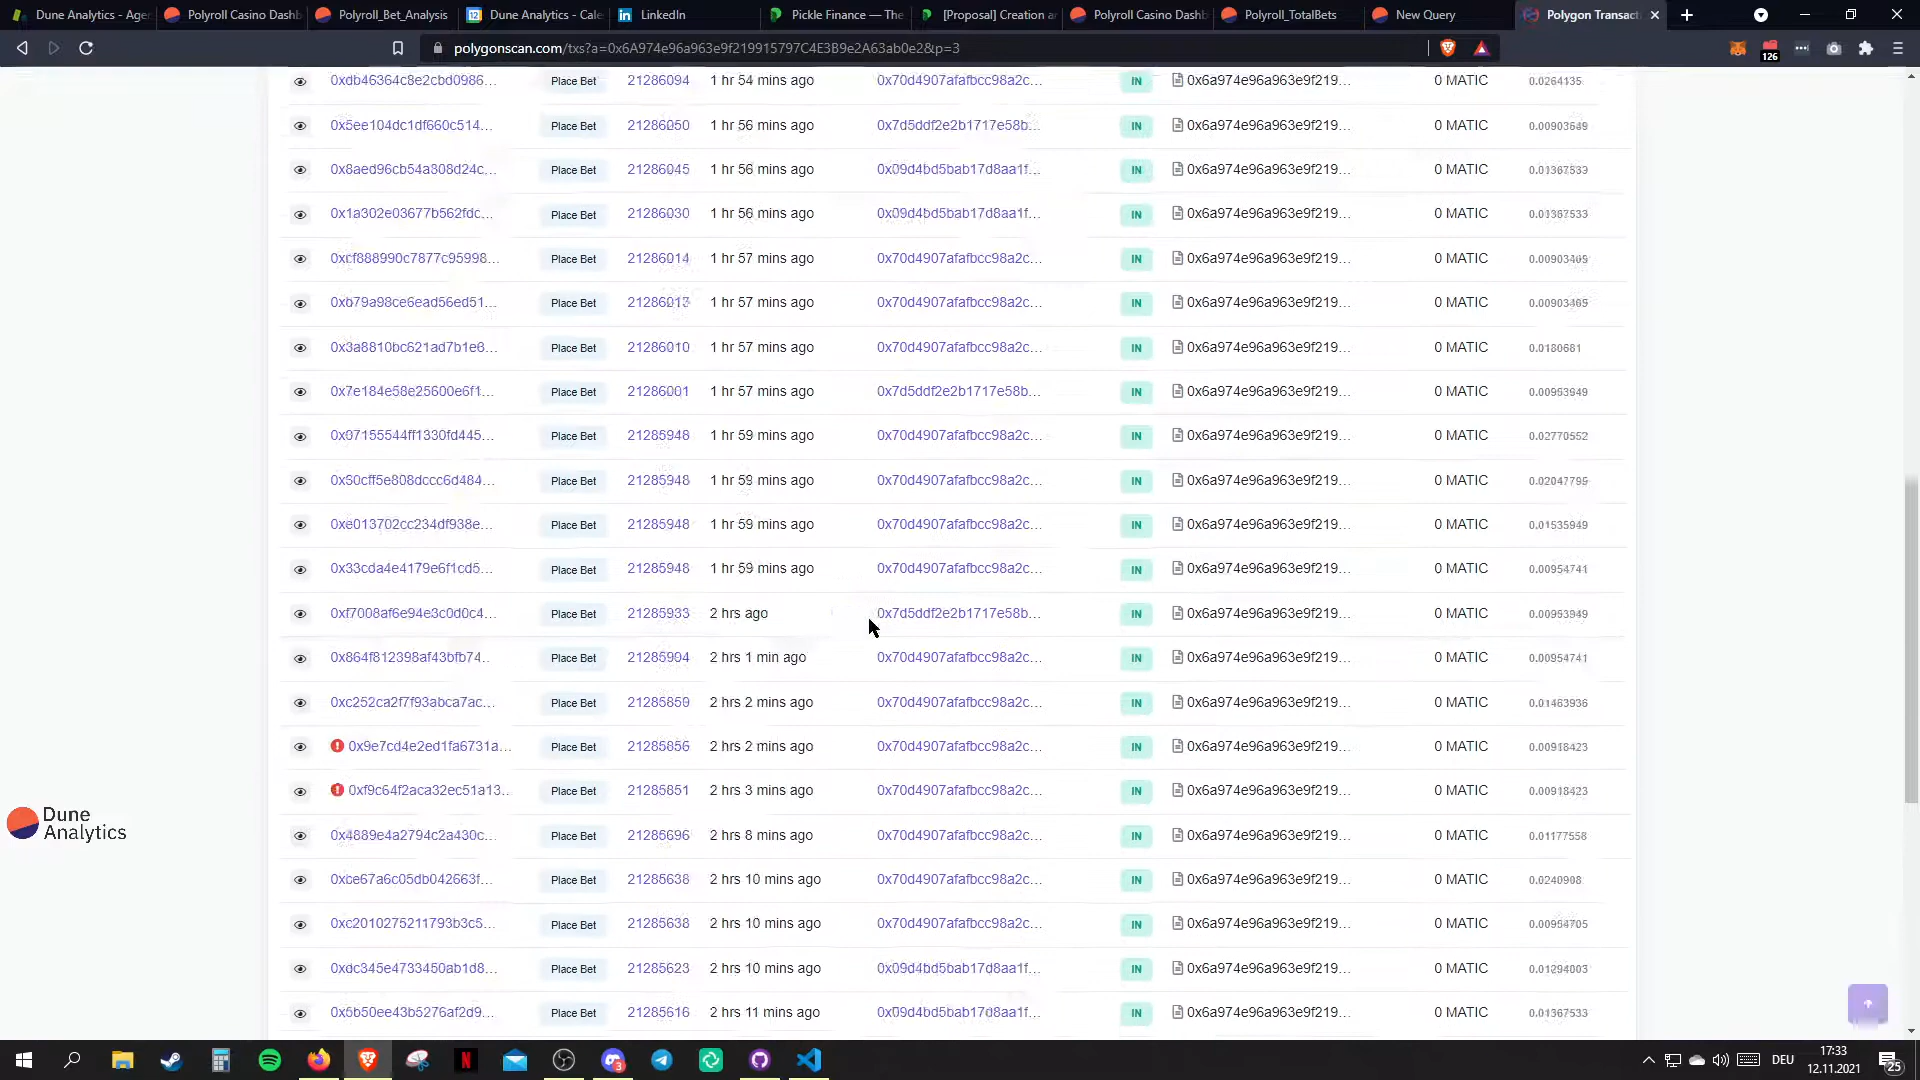 Dune Analytics - Age
Polyroll Casino Dashb
Polyroll_Bet_Analysis
Dune Analytics - Cale
LinkedIn
Pickle Finance — The
[Proposal] Creation ar
Polyroll Casino Dashb
Polyroll_TotalBets
New Query
Polygon Transact
polygonscan.com/txs?a=0x6A974e96a963e9f219915797C4E3B9e2A63ab0e2&p=3
126
0xdb46364c8e2cbd0986... Place Bet 21286094 1 hr 54 mins ago 0x70d4907afafbcc98a2c... IN 0x6a974e96a963e9f219... 0 MATIC 0.0264135
0x5ee104dc1df660c514... Place Bet 21286050 1 hr 56 mins ago 0x7d5ddf2e2b1717e58b... IN 0x6a974e96a963e9f219... 0 MATIC
0x8aed96cb54a308d24c... Place Bet 21286045 1 hr 56 mins ago 0x09d4bd5bab17d8aa1f... IN 0x6a974e96a963e9f219... 0 MATIC 0.01367533
0x1a302e03677b562fdc... Place Bet 21286030 1 hr 56 mins ago 0x09d4bd5bab17d8aa1f... IN 0x6a974e96a963e9f219... 0 MATIC 0.01367533
0xcf888990c7877c95998... Place Bet 21286014 1 hr 57 mins ago 0x70d4907afafbcc98a2c... IN 0x6a974e96a963e9f219... 0 MATIC
0xb79a98ce6ead56ed51... Place Bet 1 hr 57 mins ago 0x70d4907afafbcc98a2c... IN 0x6a974e96a963e9f219... 0 MATIC
0x3a8810bc621ad7b1e6... Place Bet 21286010 1 hr 57 mins ago 0x70d4907afafbcc98a2c... IN 0x6a974e96a963e9f219... 0 MATIC 0.0180681
0x7e184e58e25600e6f1... Place Bet 21286001 1 hr 57 mins ago 0x7d5ddf2e2b1717e58b... IN 0x6a974e96a963e9f219... 0 MATIC
0x97155544ff1330fd445... Place Bet 21285948 1 hr 59 mins ago 0x70d4907afafbcc98a2c... IN 0x6a974e96a963e9f219... 0 MATIC 0.02770552
Place Bet 21285948 1 hr 59 mins ago 0x70d4907afafbcc98a2c... IN 0x6a974e96a963e9f219... 0 MATIC
0xe013702cc234df938e... Place Bet 21285948 1 hr 59 mins ago 0x70d4907afafbcc98a2c... IN 0x6a974e96a963e9f219... 0 MATIC 0.01535949
0x33cda4e4179e6f1cd5... Place Bet 21285948 1 hr 59 mins ago 0x70d4907afafbcc98a2c... IN 0x6a974e96a963e9f219... 0 MATIC 0.00954741
0xf7008af6e94e3c0d0c4... Place Bet 21285933 2 hrs ago 0x7d5ddf2e2b1717e58b... IN 0x6a974e96a963e9f219... 0 MATIC
0x864f812398af43bfb74... Place Bet 2 hrs 1 min ago 0x70d4907afafbcc98a2c... IN 0x6a974e96a963e9f219... 0 MATIC 0.00954741
0xc252ca2f7f93abca7ac... Place Bet 21285859 2 hrs 2 mins ago 0x70d4907afafbcc98a2c... IN 0x6a974e96a963e9f219... 0 MATIC 0.01463936
0x9e7cd4e2ed1fa6731a... Place Bet 21285856 2 hrs 2 mins ago 0x70d4907afafbcc98a2c... IN 0x6a974e96a963e9f219... 0 MATIC 0.00918423
0xf9c64f2aca32ec51a13... Place Bet 21285851 2 hrs 3 mins ago 0x70d4907afafbcc98a2c... IN 0x6a974e96a963e9f219... 0 MATIC 0.00918423
0x4889e4a2794c2a430c... Place Bet 21285696 2 hrs 8 mins ago 0x70d4907afafbcc98a2c... IN 0x6a974e96a963e9f219... 0 MATIC 0.01177558
0xbe67a6c05db042663f... Place Bet 21285638 2 hrs 10 mins ago 0x70d4907afafbcc98a2c... IN 0x6a974e96a963e9f219... 0 MATIC 0.0240908
0xc2010275211793b3c5... Place Bet 21285638 2 hrs 10 mins ago 0x70d4907afafbcc98a2c... IN 0x6a974e96a963e9f219... 0 MATIC
0xdc345e4733450ab1d8... Place Bet 21285623 2 hrs 10 mins ago 0x09d4bd5bab17d8aa1f... IN 0x6a974e96a963e9f219... 0 MATIC 0.01294003
0x6b50ee43b5276af2d9... Place Bet 21285616 2 hrs 11 mins ago 0x09d4bd5bab17d8aa1f... IN 0x6a974e96a963e9f219... 0 MATIC 0.01367533
Dune
Analytics
3
DEU
17:33
12.11.2021
25